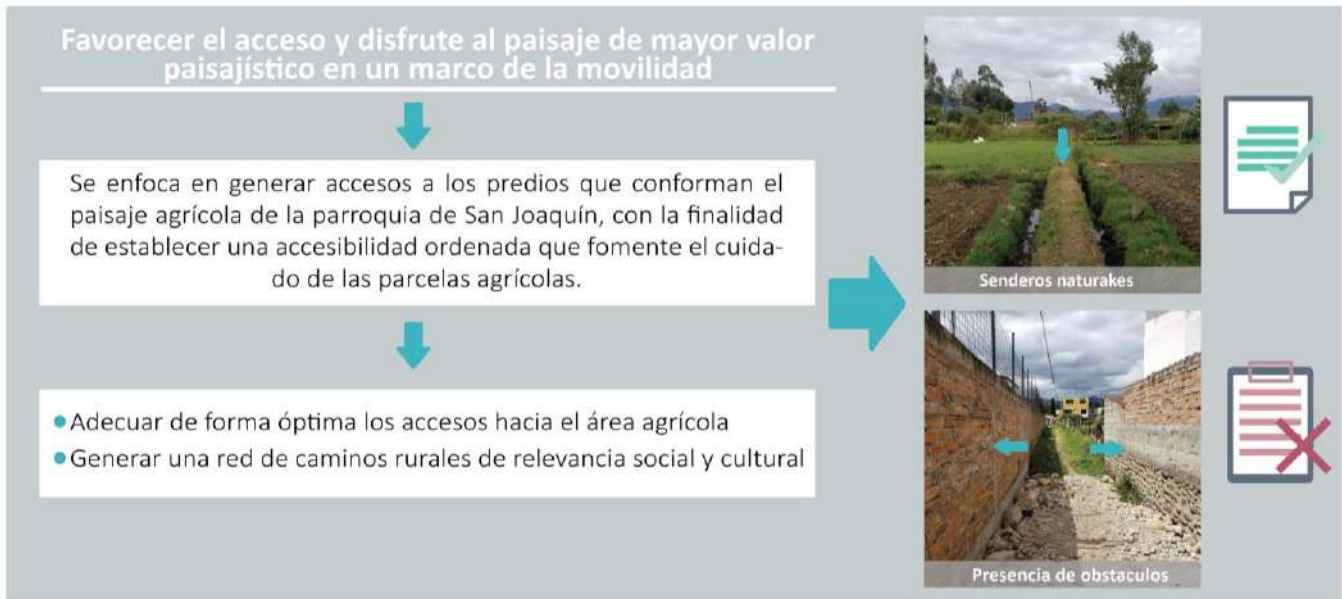 Favorecer el acceso y disfrute al paisaje de mayor valor
paisajístico en un marco de la movilidad
Se enfoca en generar accesos a los predios que conforman el
paisaje agrícola de la parroquia de San Joaquín, con la finalidad
de establecer una accesibilidad ordenada que fomente el cuida-
do de las parcelas agrícolas.
Adecuar de forma óptima los accesos hacia el área agrícola
Generar una red de caminos rurales de relevancia social y cultural
Senderos naturakes
Presencia de obstaculos